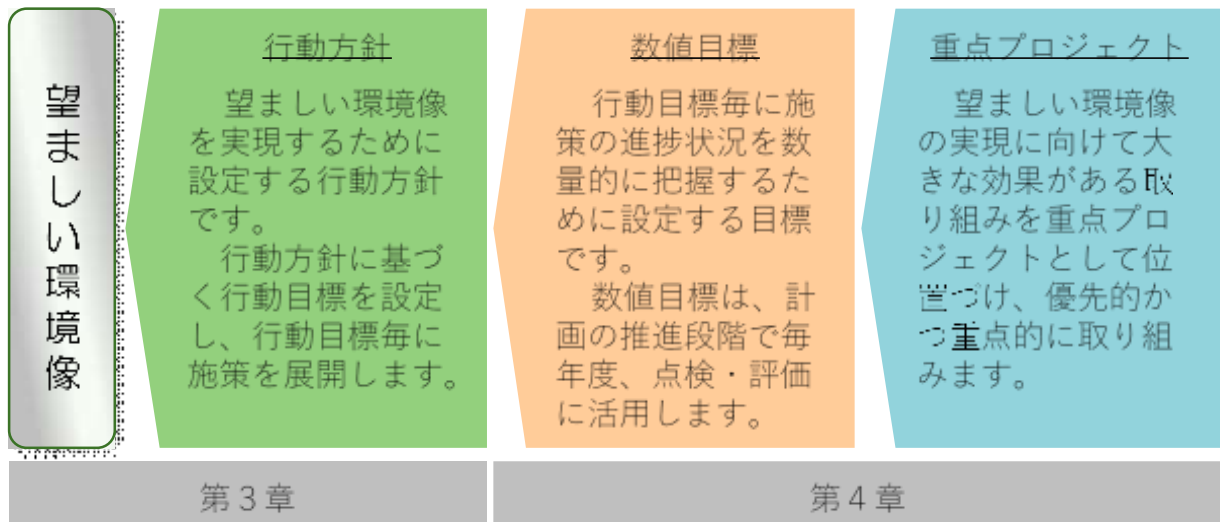 望ましい環境像
行動方針
望ましい環境像
を実現するために
設定する行動方針
です。
行動方針に基づ
く行動目標を設定
し、行動目標毎に
施策を展開します。
数値目標
行動目標毎に施
策の進捗状況を数
量的に把握するた
めに設定する目標
です。
数値目標は、計
画の推進段階で毎
年度、点検・評価
に活用します。
重点プロジェクト
望ましい環境像
の実現に向けて大
きな効果がある取
り組みを重点プロ
ジェクトとして位
置づけ、優先的か
つ重点的に取り組
みます。
第３章
第４章